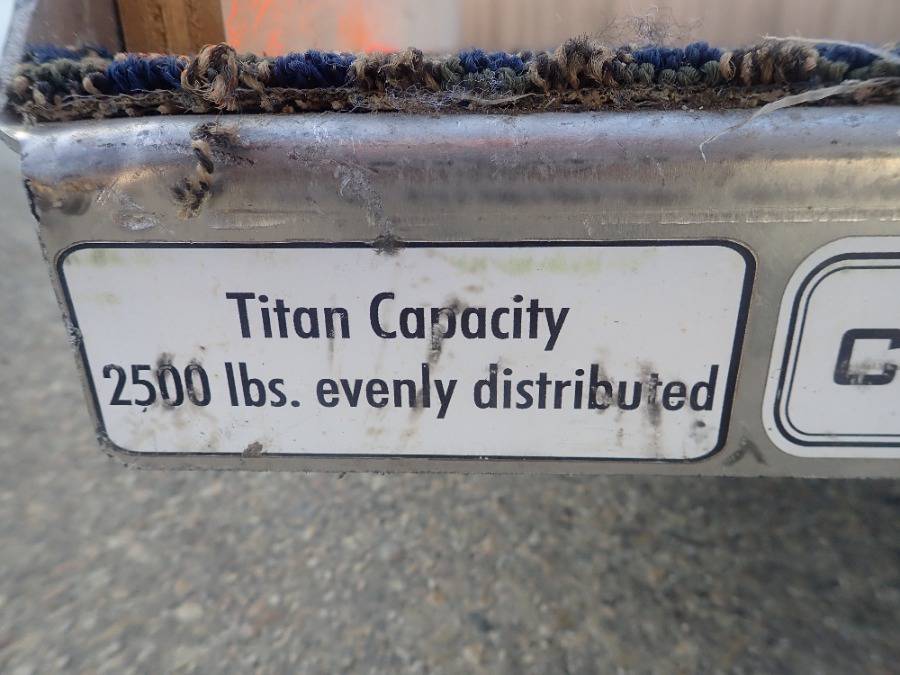 Titan Capacity
2500 lbs. evenly distributed
C